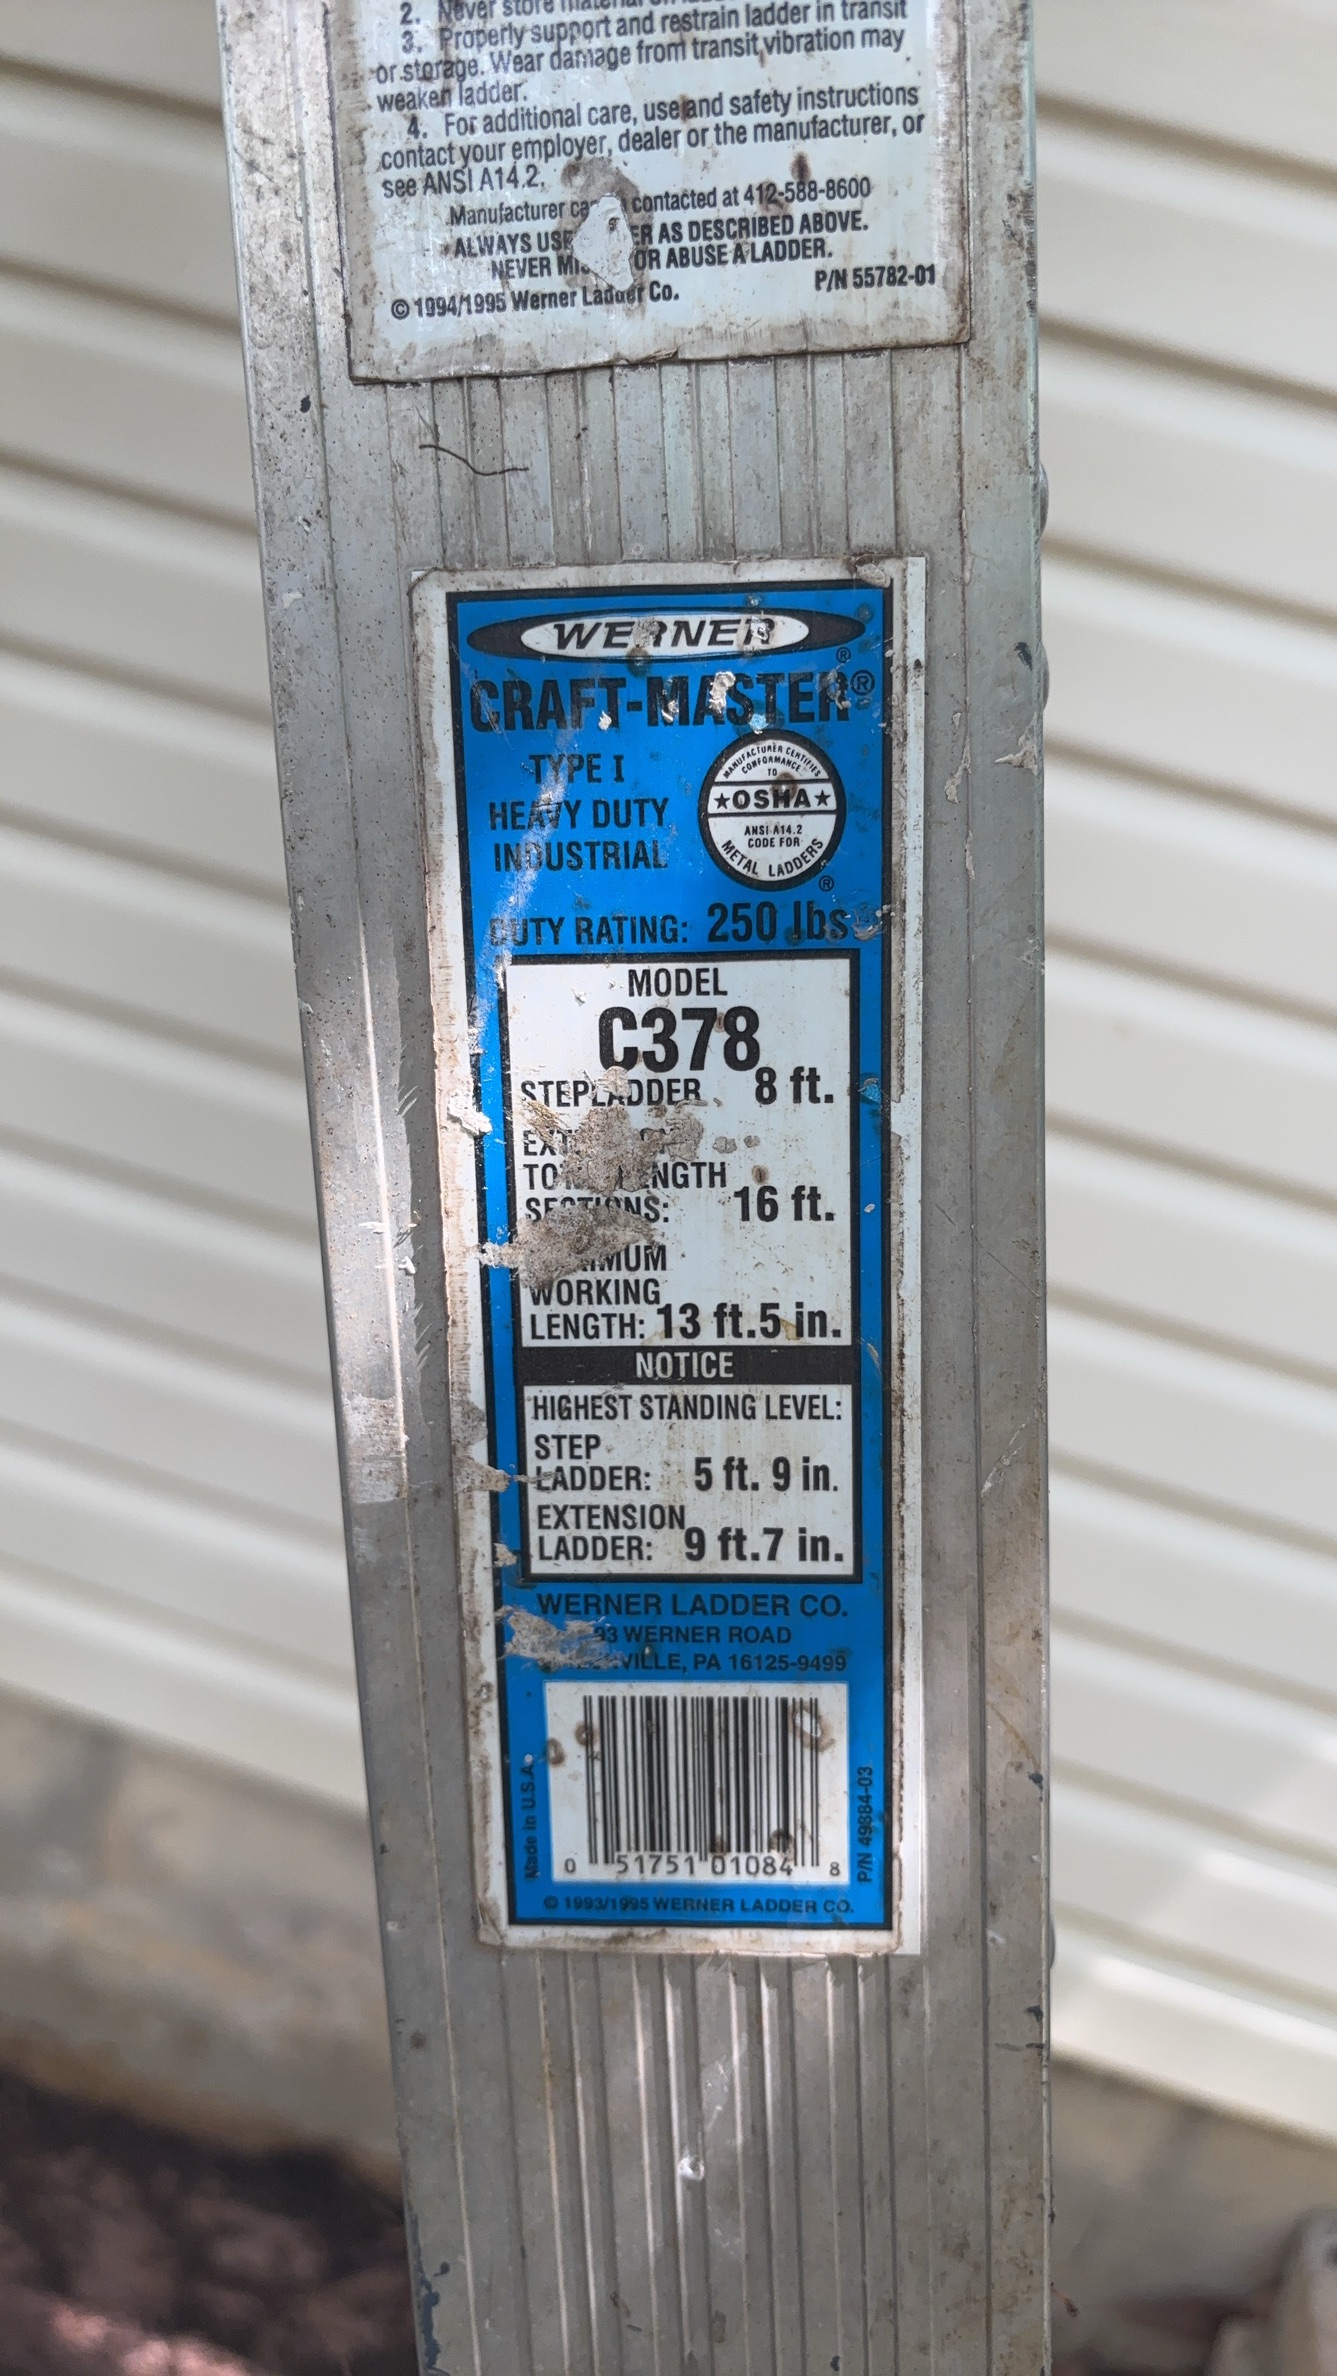 2. Never store material on
3. Properly support and restrain ladder in transit
or storage. Wear damage from transit, vibration may
weaken ladder.
4. For additional care, use and safety instructions
contact your employer, dealer or the manufacturer, or
see ANSI A14.2.
Manufacturer contacted at 412-588-8600
ALWAYS USE AS DESCRIBED ABOVE.
NEVER OR ABUSE A LADDER.
© 1994/1995 Werner Ladder Co.
P/N 55782-01
WERNER ®
CRAFT-MASTER®
TYPE I
HEAVY DUTY
INDUSTRIAL
MANUFACTURER CERTIFIES
CONFORMANCE
TO
★OSHA★
ANSI A14.2
CODE FOR
METAL LADDERS
®
DUTY RATING: 250 lbs
MODEL
C378
STEPLADDER 8 ft.
LENGTH
SECTIONS: 16 ft.
WORKING
LENGTH: 13 ft.5 in.
NOTICE
HIGHEST STANDING LEVEL:
STEP
LADDER: 5 ft. 9 in.
EXTENSION
LADDER: 9 ft.7 in.
WERNER LADDER CO.
93 WERNER ROAD
PA 16125-9499
Made in U.S.A.
P/N 49384-03
0 51751 01084 8
© 1993/1995 WERNER LADDER CO.